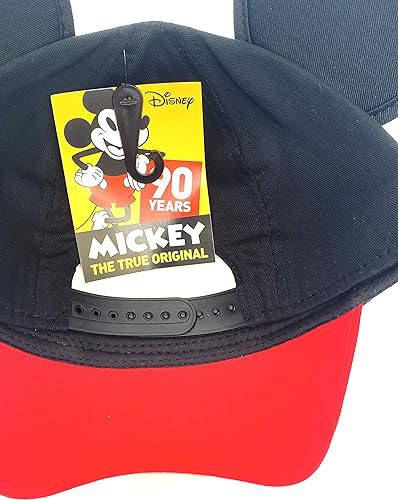 Disney
90
YEARS
MICKEY
THE TRUE ORIGINAL